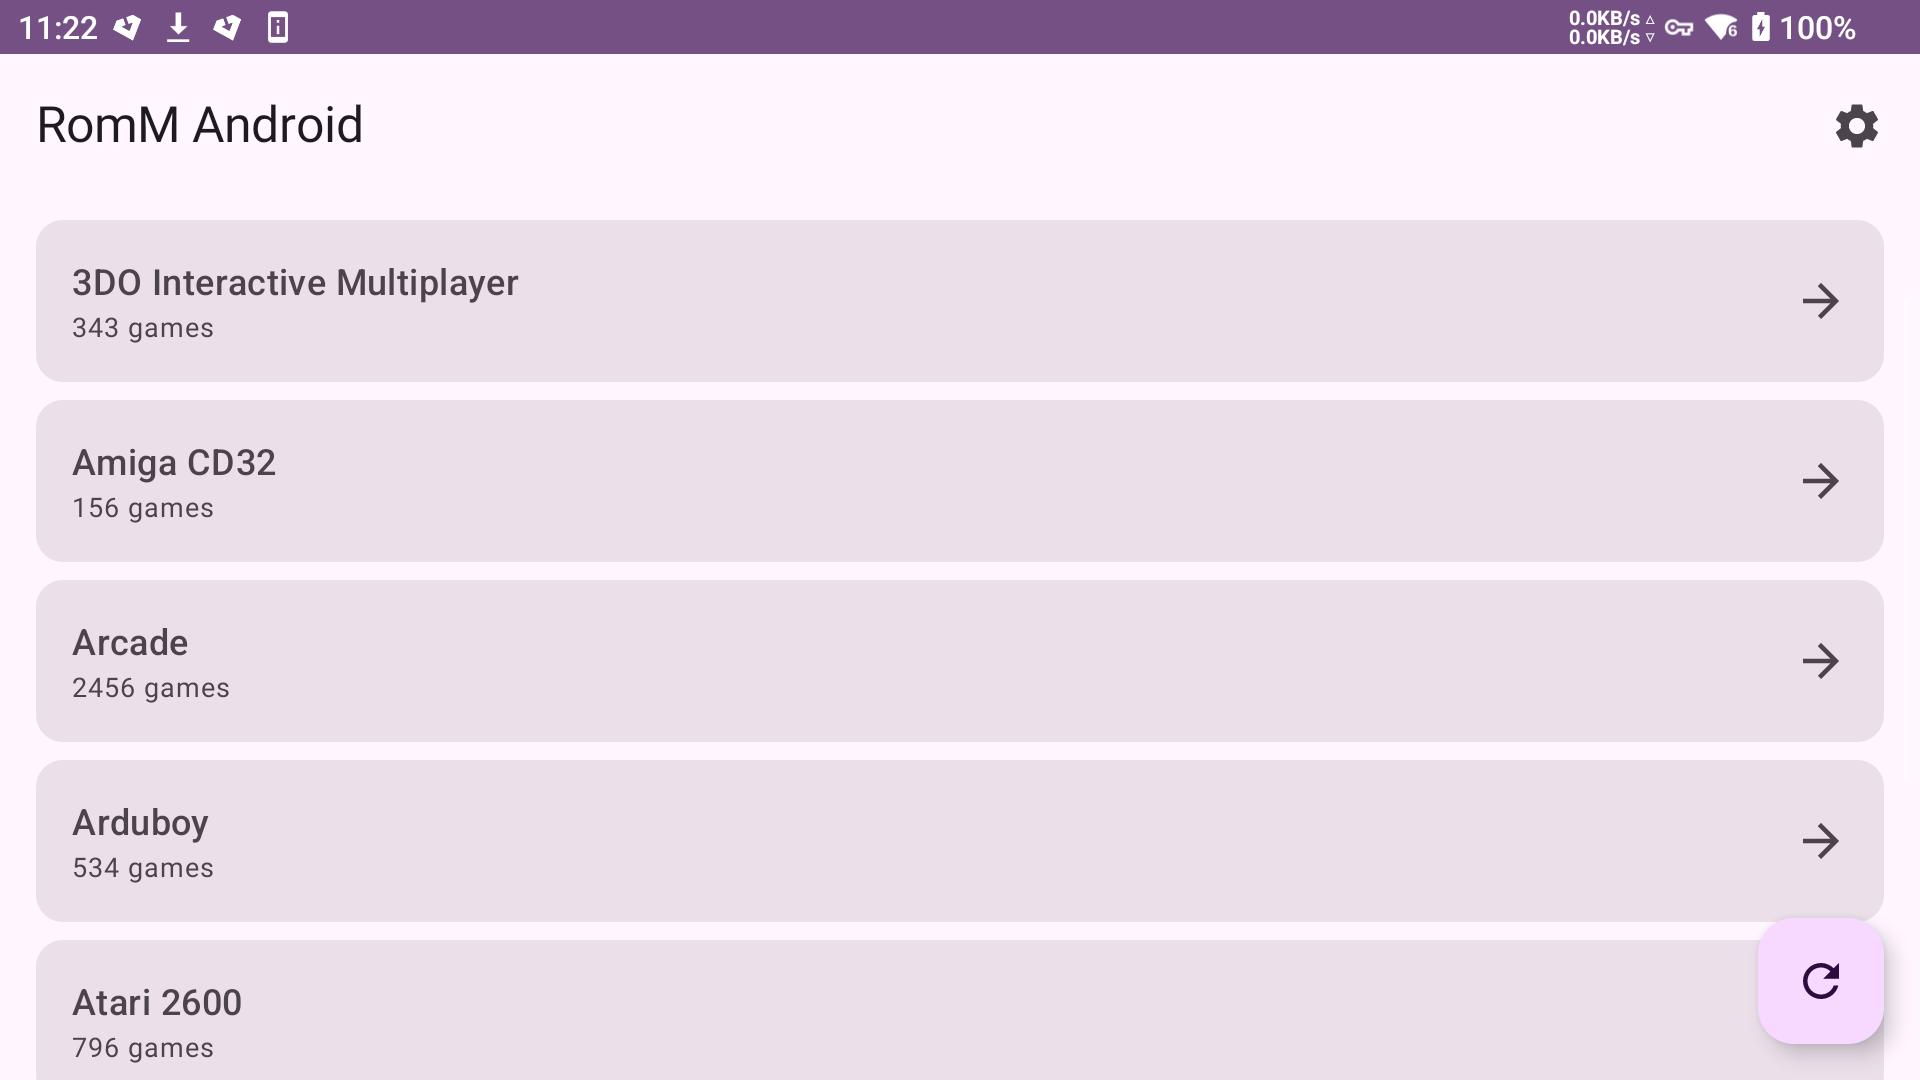 11:22
0.0KB/s
0.0KB/s
6
100%
RomM Android
3DO Interactive Multiplayer
343 games
Amiga CD32
156 games
Arcade
2456 games
Arduboy
534 games
Atari 2600
796 games